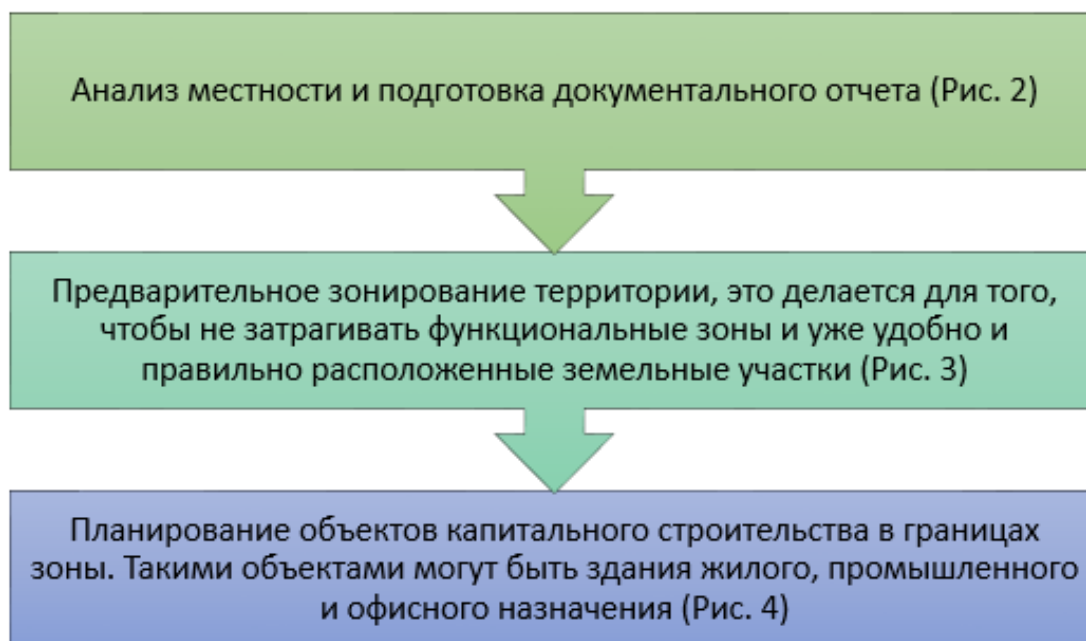 Анализ местности и подготовка документального отчета (Рис. 2)
Предварительное зонирование территории, это делается для того,
чтобы не затрагивать функциональные зоны и уже удобно и
правильно расположенные земельные участки (Рис. 3)
Планирование объектов капитального строительства в границах
зоны. Такими объектами могут быть здания жилого, промышленного
и офисного назначения (Рис. 4)